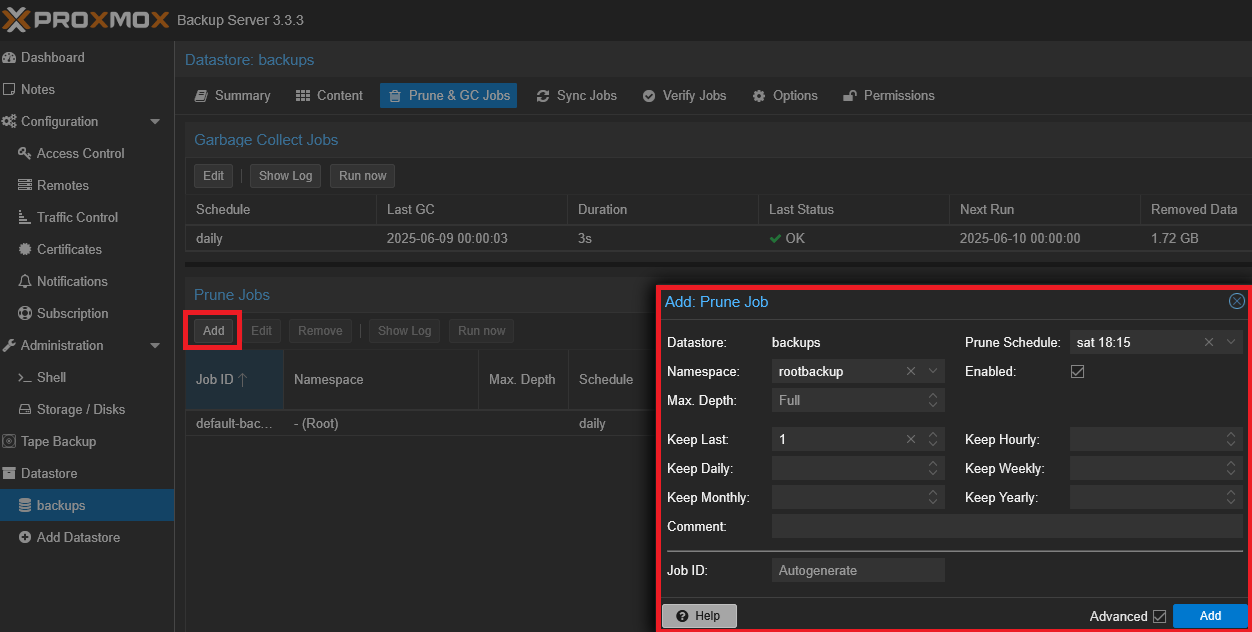 PROXMOX Backup Server 3.3.3
Dashboard
Notes
Configuration
Access Control
Remotes
Traffic Control
Certificates
Notifications
Subscription
Administration
Shell
Storage / Disks
Tape Backup
Datastore
backups
Add Datastore
Datastore: backups
Summary Content Prune & GC Jobs Sync Jobs Verify Jobs Options Permissions
Garbage Collect Jobs
Edit Show Log Run now
Schedule Last GC Duration Last Status Next Run Removed Data
daily 2025-06-09 00:00:03 3s OK 2025-06-10 00:00:00 1.72 GB
Prune Jobs
Add Edit Remove Show Log Run now
Job ID ↑ Namespace Max. Depth Schedule
default-bac... - (Root) daily
Add: Prune Job
Datastore: backups Prune Schedule: sat 18:15
Namespace: rootbackup Enabled:
Max. Depth: Full
Keep Last: 1 Keep Hourly:
Keep Daily: Keep Weekly:
Keep Monthly: Keep Yearly:
Comment:
Job ID: Autogenerate
Help Advanced Add